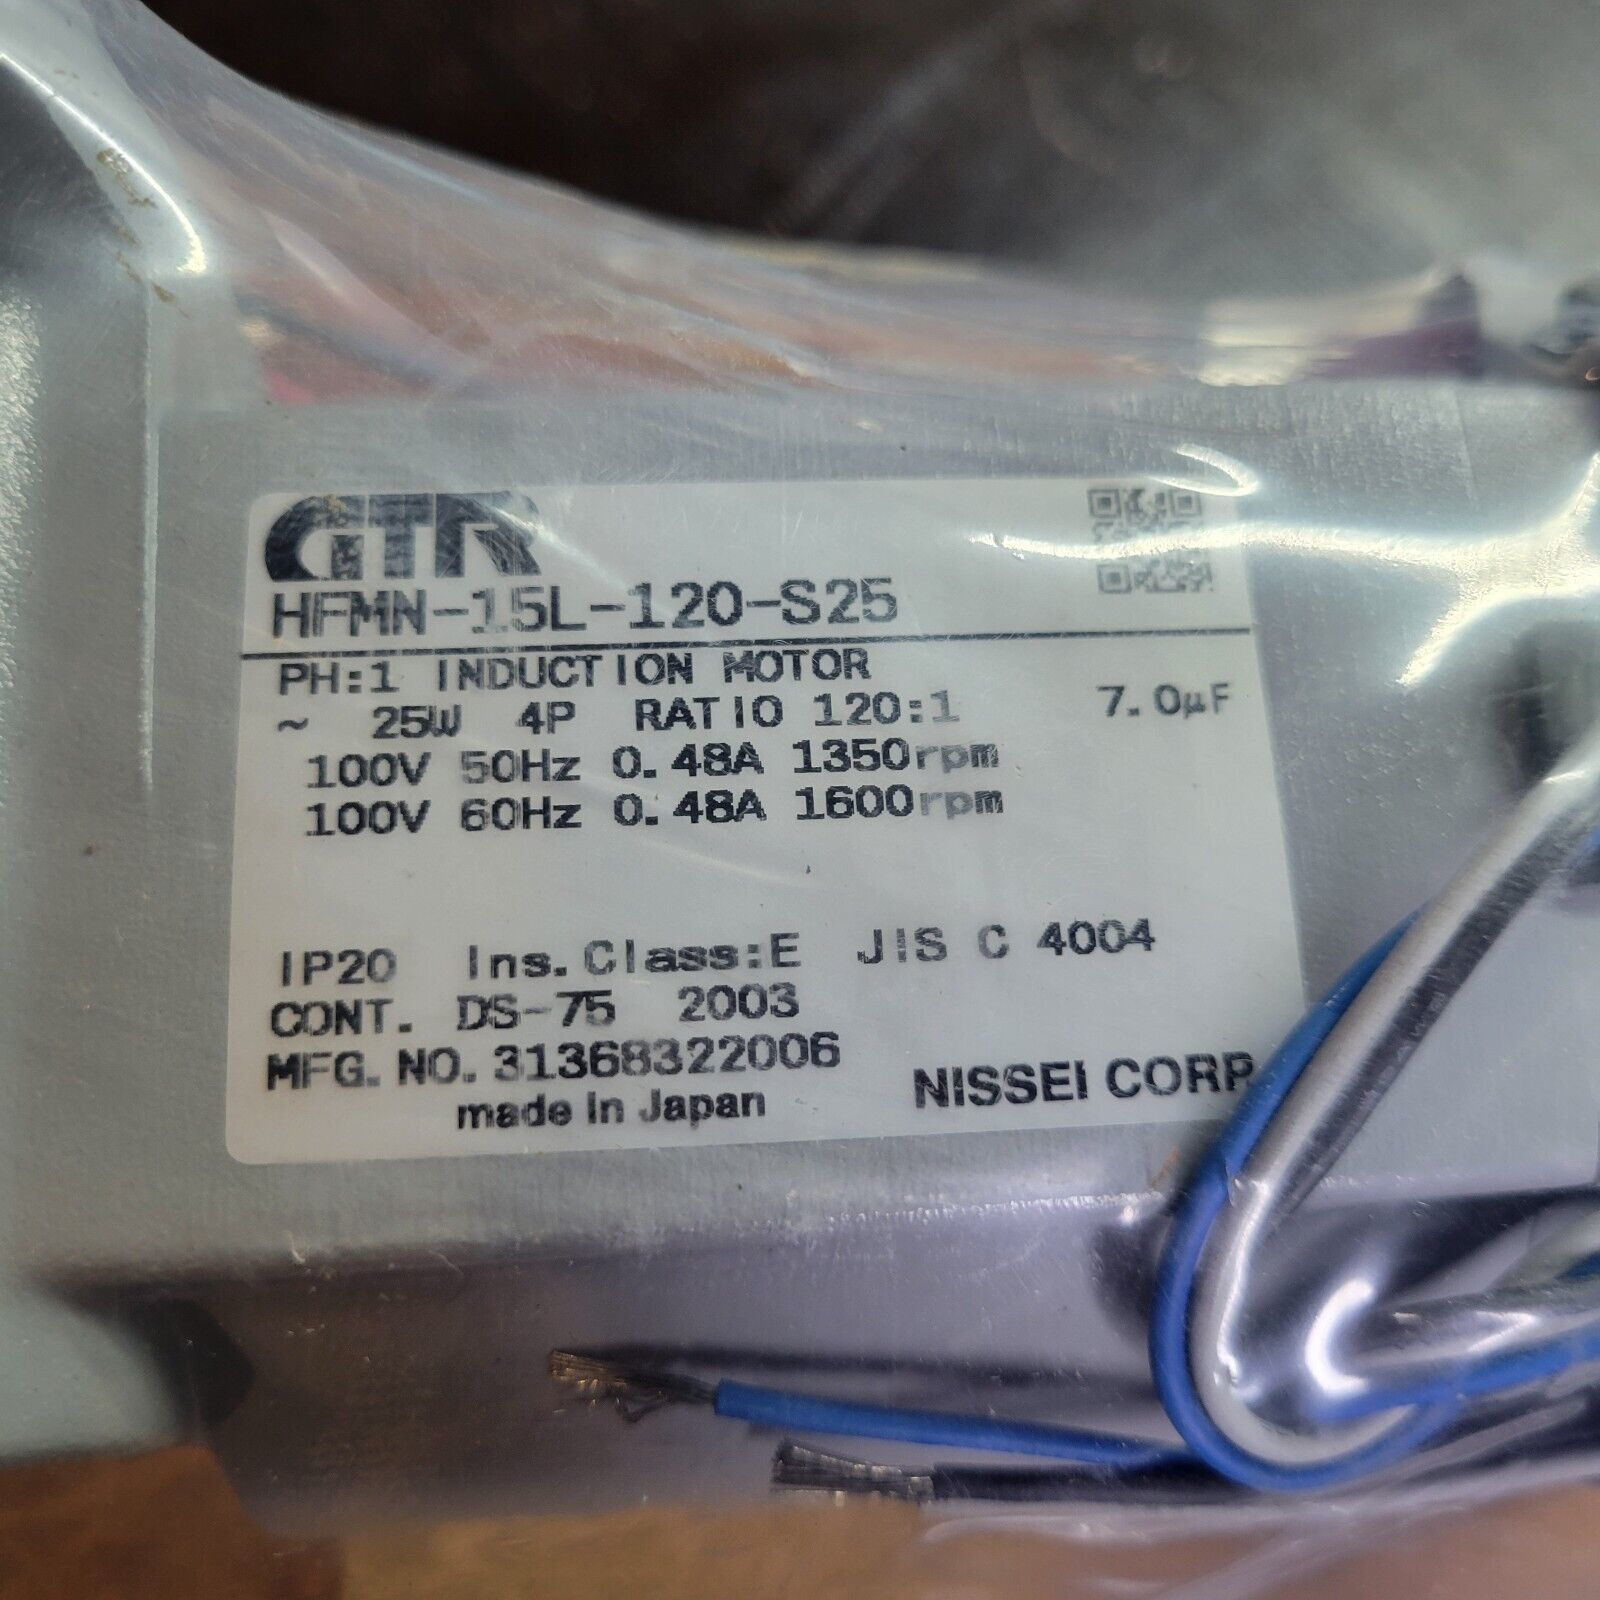 GTR
HFMN-15L-120-S25
PH:1 INDUCTION MOTOR
~ 25W 4P RATIO 120:1 7.0µF
100V 50Hz 0.48A 1350rpm
100V 60Hz 0.48A 1600rpm
IP20 Ins.Class:E JIS C 4004
CONT. DS-75 2003
MFG.NO.31368322006
made in Japan NISSEI CORP